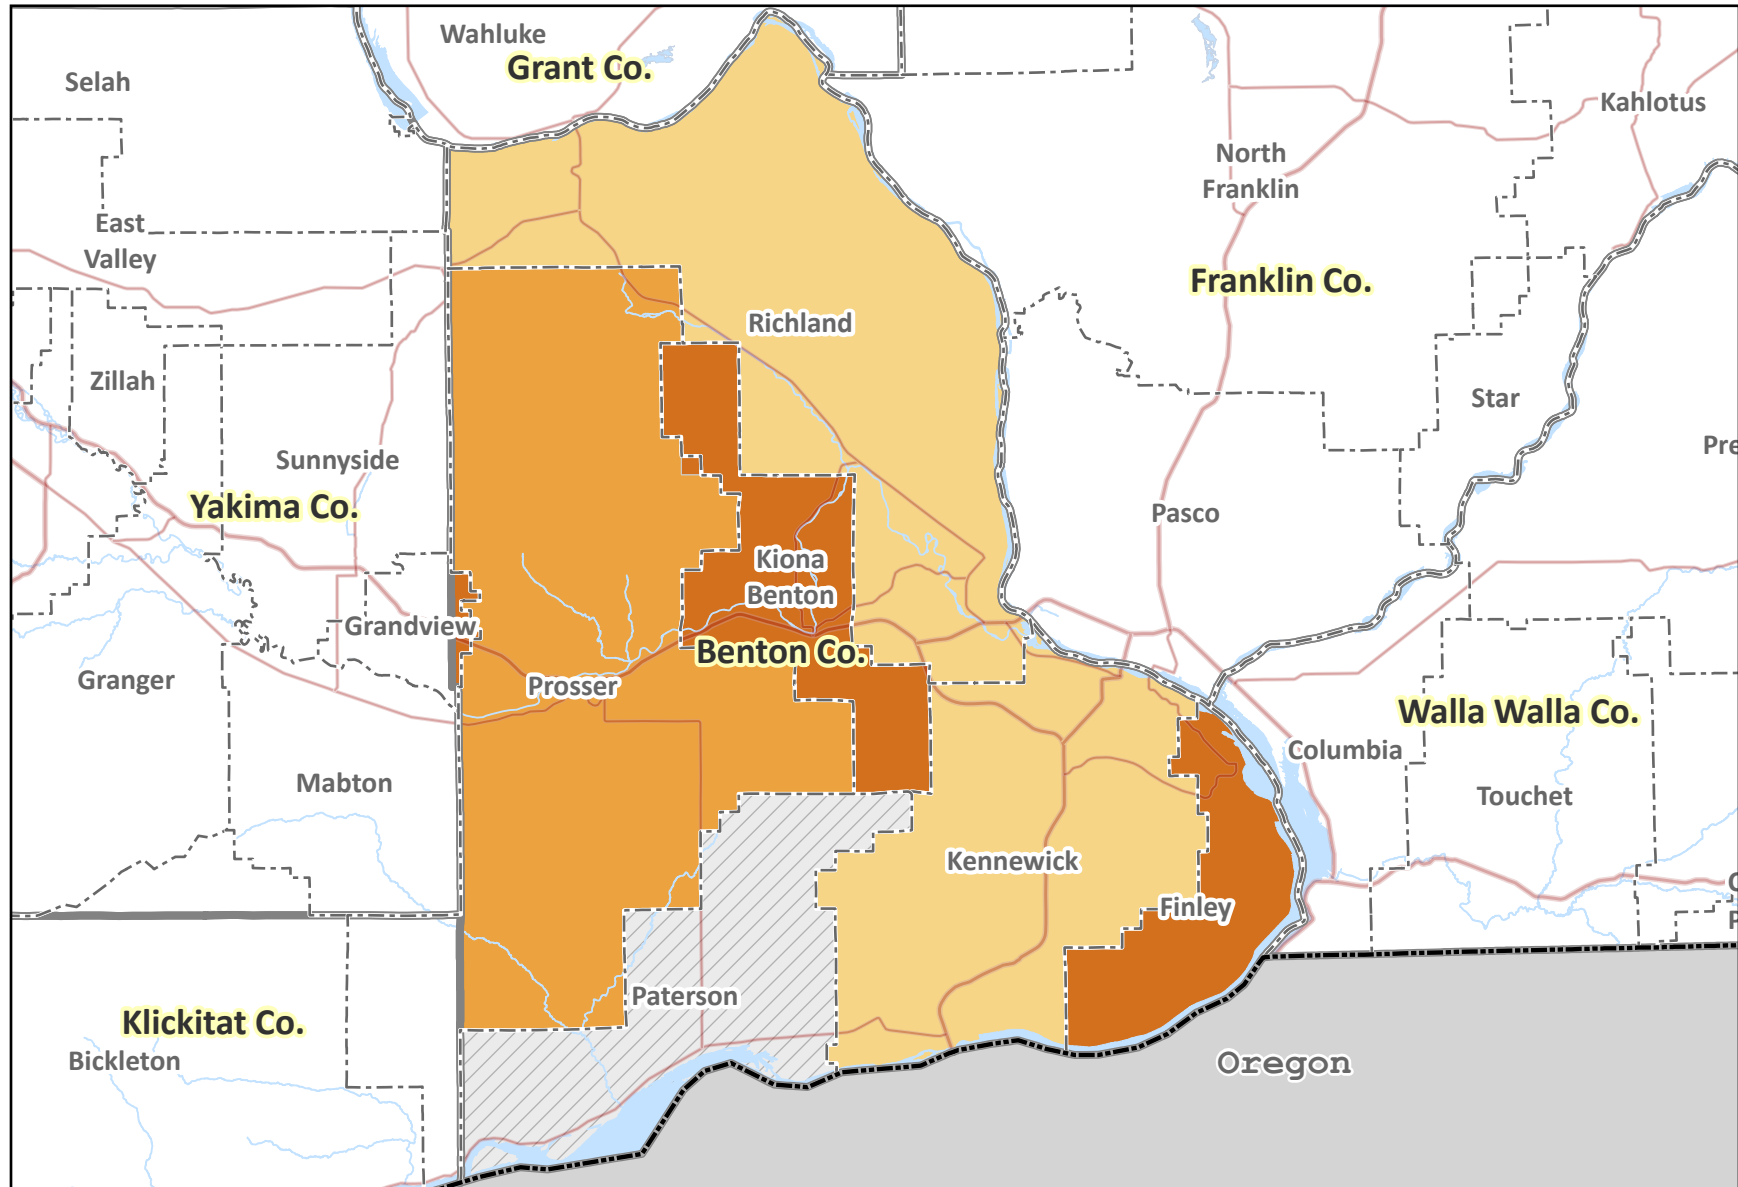 Wahluke
Grant Co.
Selah
Kahlotus
North
Franklin
East
Valley
Franklin Co.
Richland
Zillah
Star
Sunnyside
Pre
Yakima Co.
Pasco
Kiona
Benton
Grandview
Benton Co.
Granger
Prosser
Walla Walla Co.
Columbia
Mabton
Touchet
Kennewick
Finley
Paterson
Klickitat Co.
Bickleton
Oregon